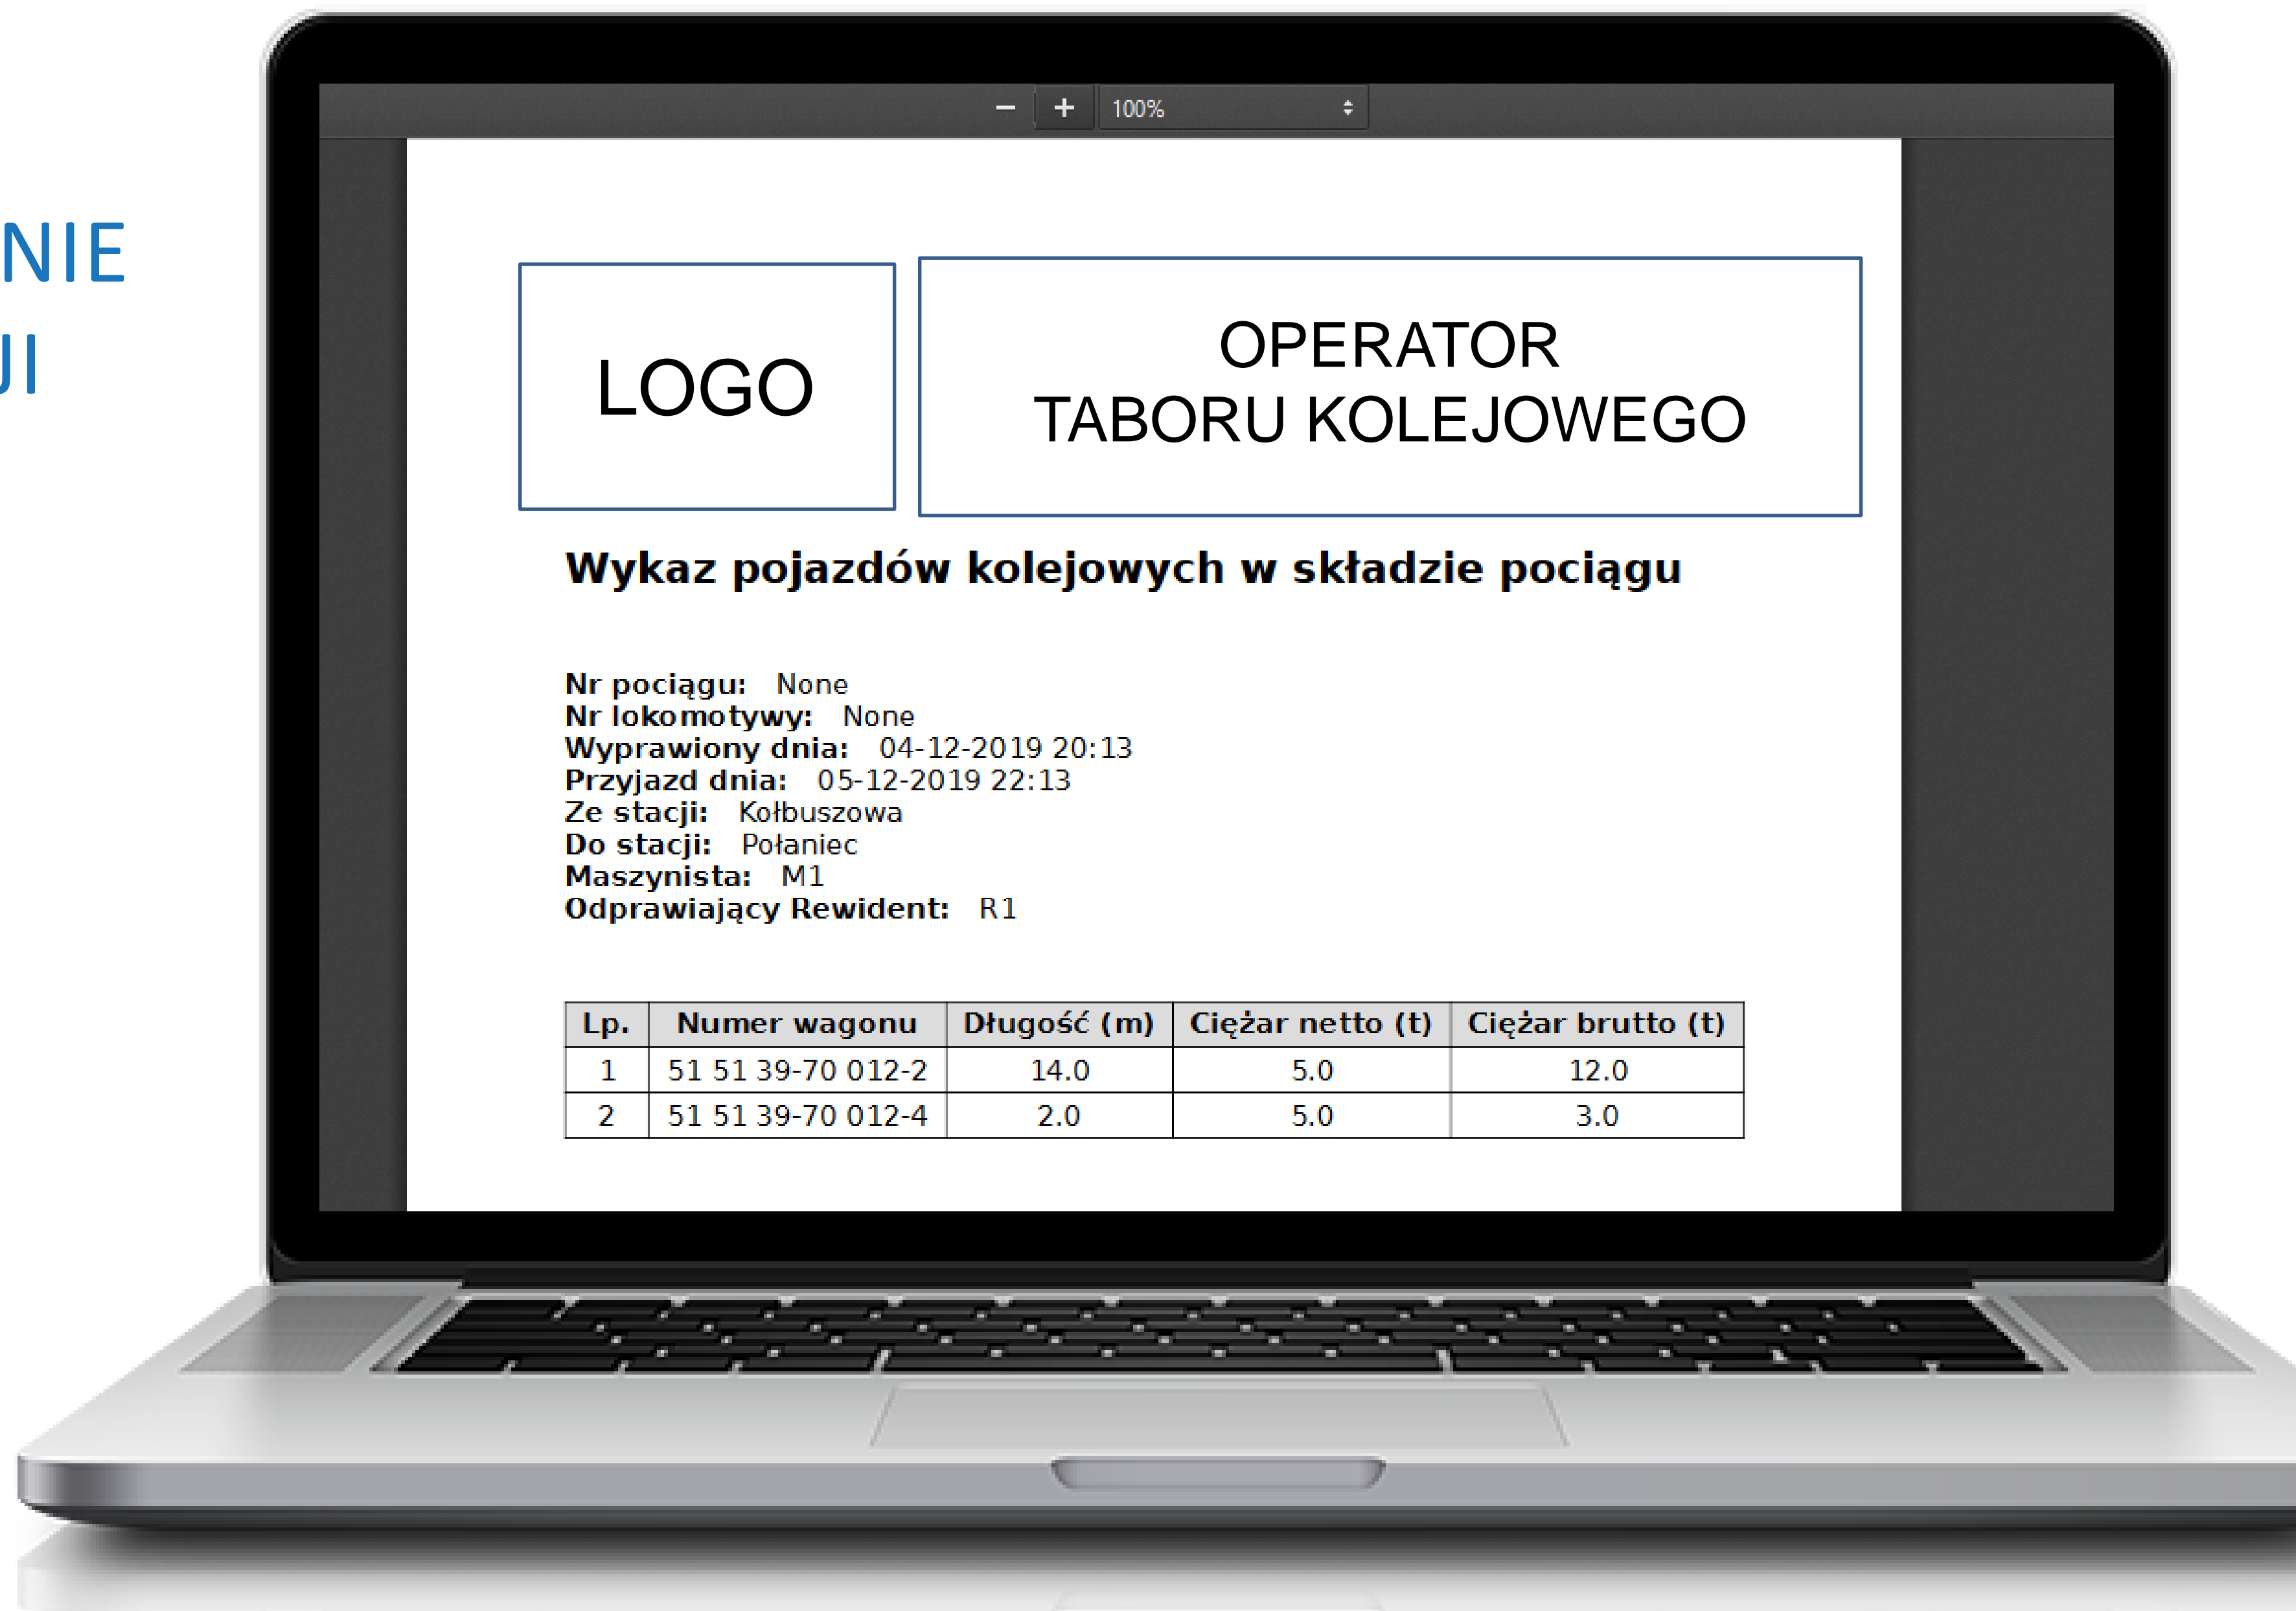 NIE
JI
− + 100%
LOGO
OPERATOR
TABORU KOLEJOWEGO
Wykaz pojazdów kolejowych w składzie pociągu
Nr pociągu: None
Nr lokomotywy: None
Wyprawiony dnia: 04-12-2019 20:13
Przyjazd dnia: 05-12-2019 22:13
Ze stacji: Kołbuszowa
Do stacji: Połaniec
Maszynista: M1
Odprawiający Rewident: R1
Lp. Numer wagonu Długość (m) Ciężar netto (t) Ciężar brutto (t)
1 51 51 39-70 012-2 14.0 5.0 12.0
2 51 51 39-70 012-4 2.0 5.0 3.0